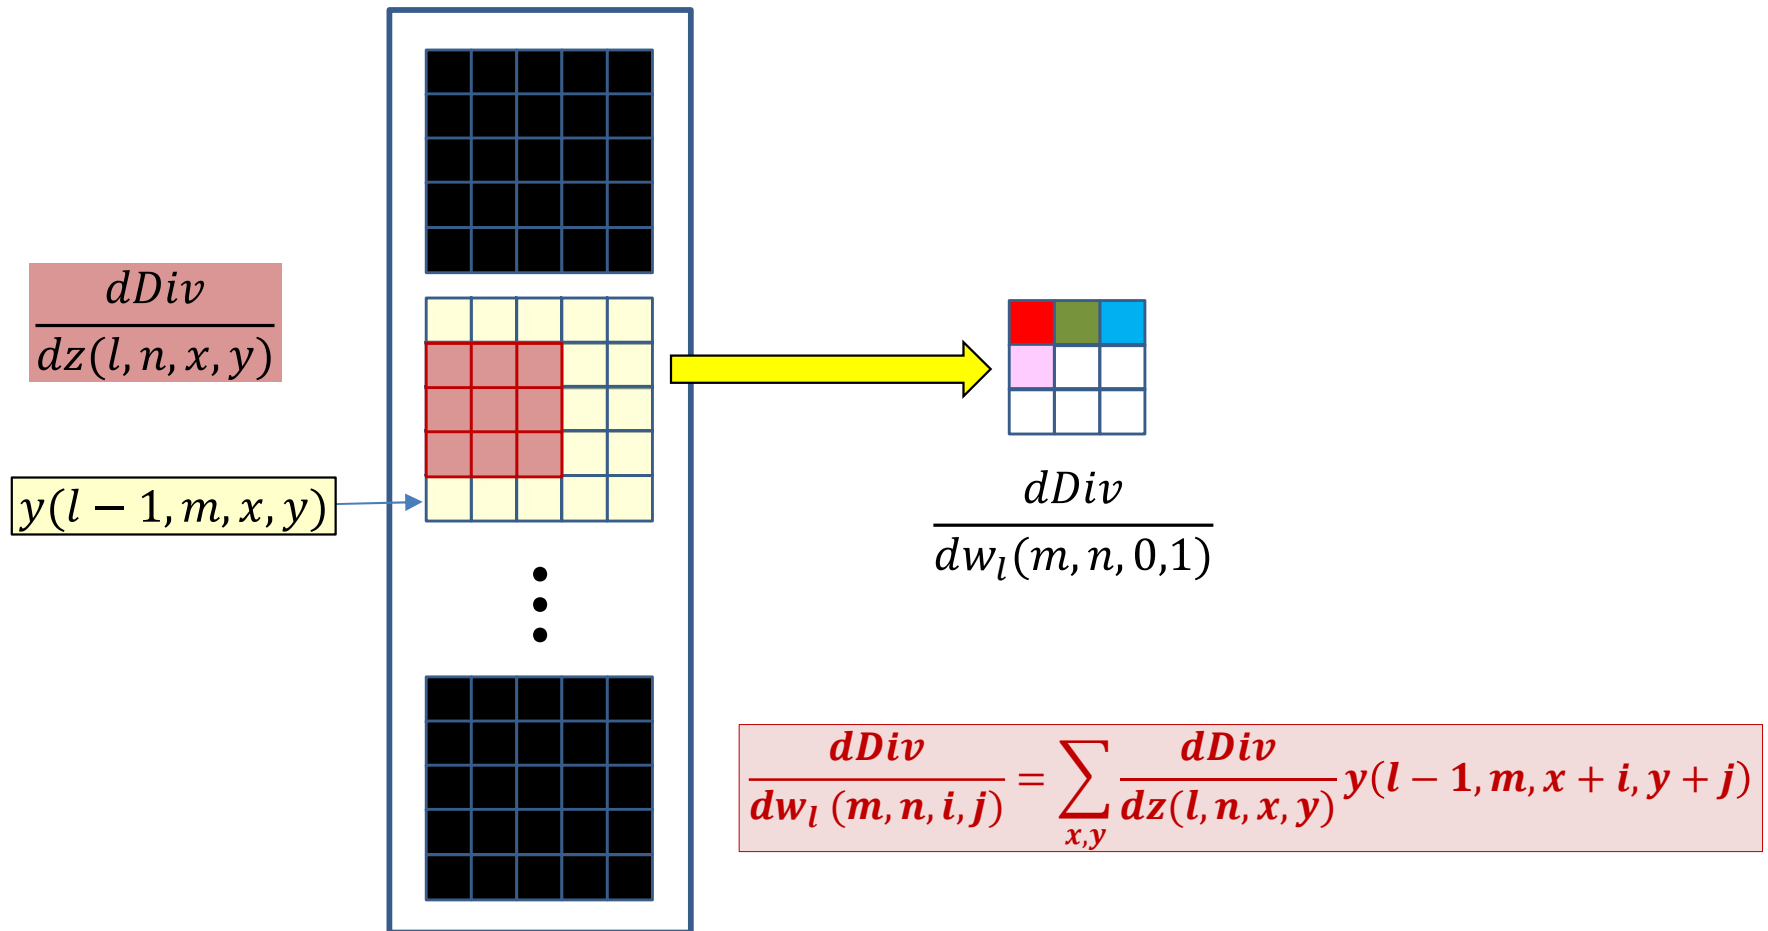 dDiv
dz(l, n, x, y)
y(l − 1, m, x, y)
dDiv
dw_l(m, n, 0,1)
dDiv / dw_l (m, n, i, j) = ∑_{x,y} dDiv / dz(l, n, x, y) y(l − 1, m, x + i, y + j)